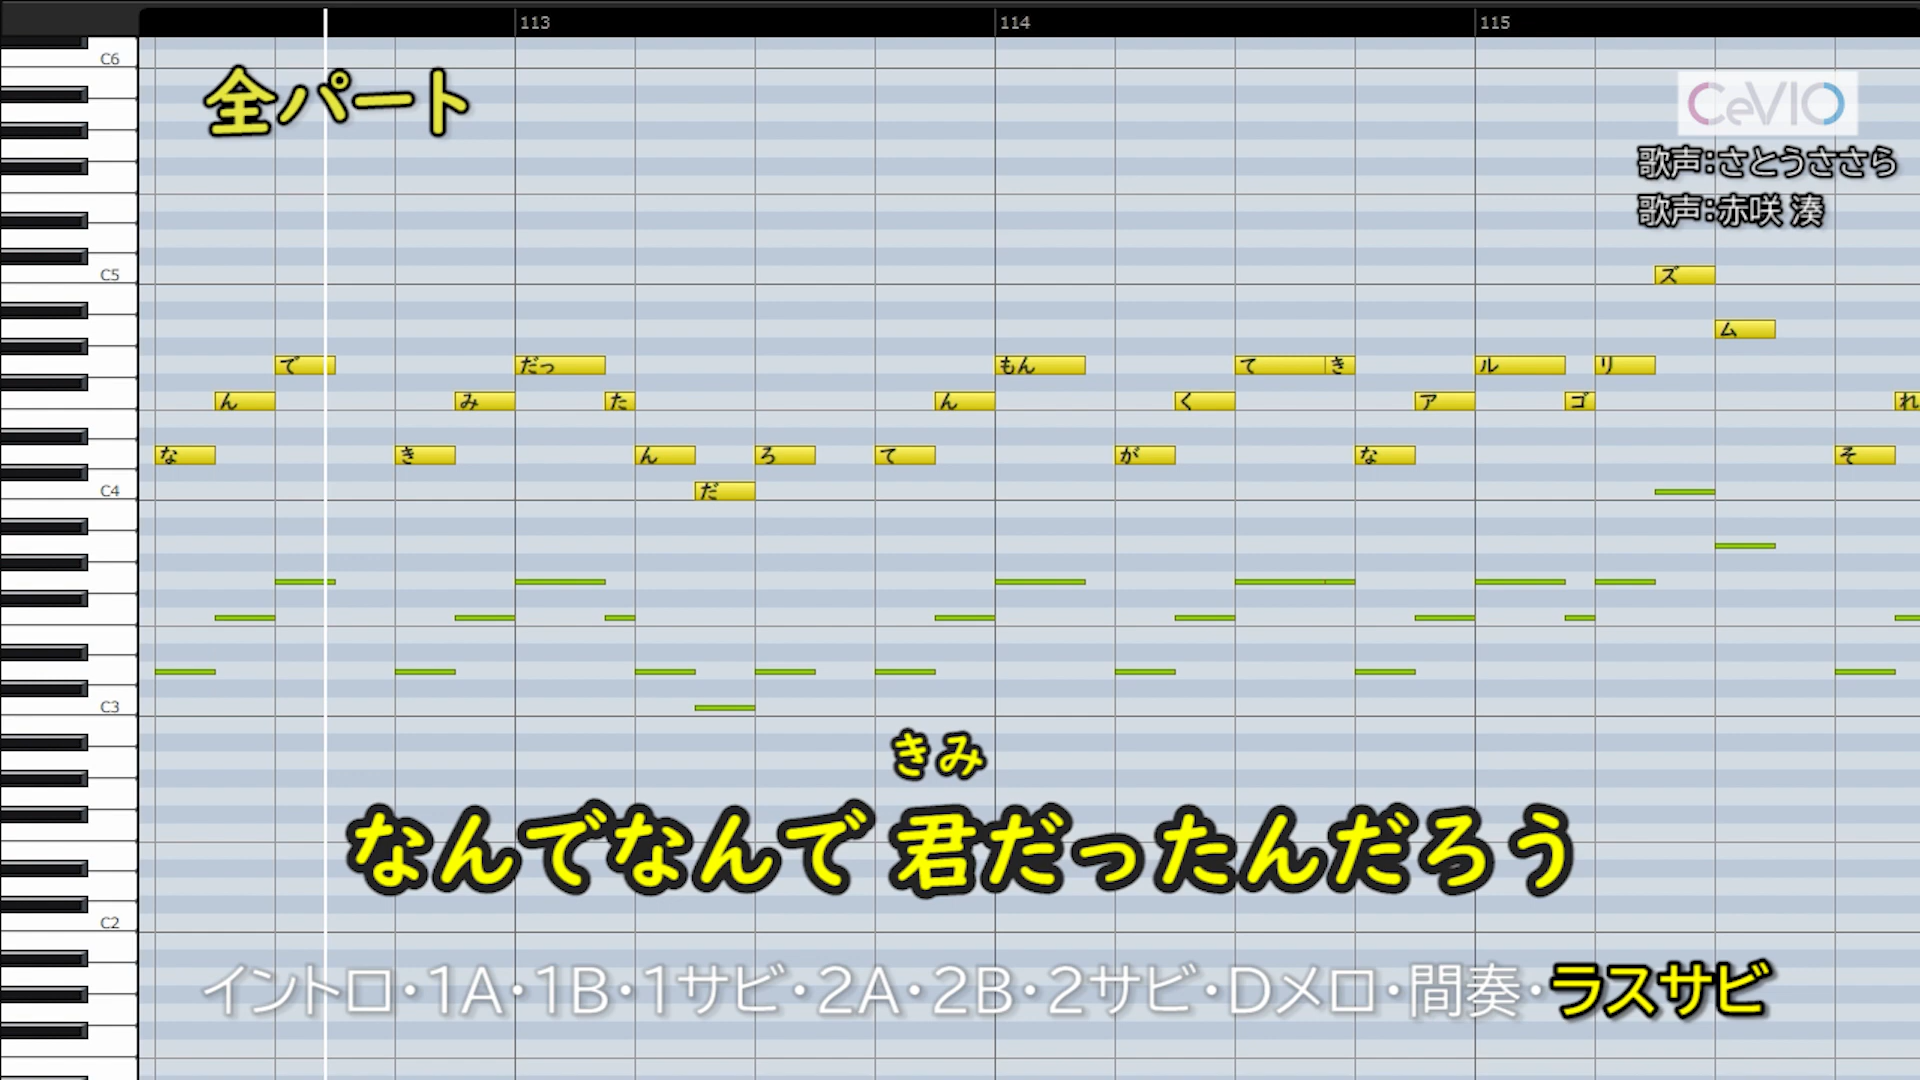 113
114
115
C6
全パート
CeVIO
歌声:さとうささら
歌声:赤咲 湊
C5
ズ
ム
で
だっ
もん
て
き
ル
リ
ん
み
た
ん
く
ア
ゴ
れ
な
き
ん
ろ
て
が
な
そ
C4
だ
C3
きみ
なんでなんで 君だったんだろう
C2
イントロ・1A・1B・1サビ・2A・2B・2サビ・Dメロ・間奏・ラスサビ